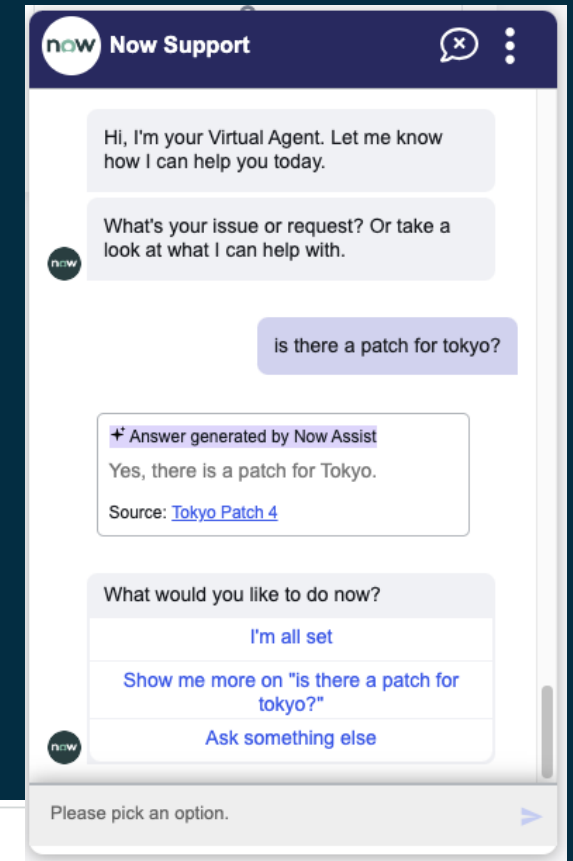 now Now Support
Hi, I'm your Virtual Agent. Let me know
how I can help you today.
What's your issue or request? Or take a
look at what I can help with.
now
is there a patch for tokyo?
Answer generated by Now Assist
Yes, there is a patch for Tokyo.
Source: Tokyo Patch 4
What would you like to do now?
I'm all set
Show me more on "is there a patch for
tokyo?"
Ask something else
now
Please pick an option.